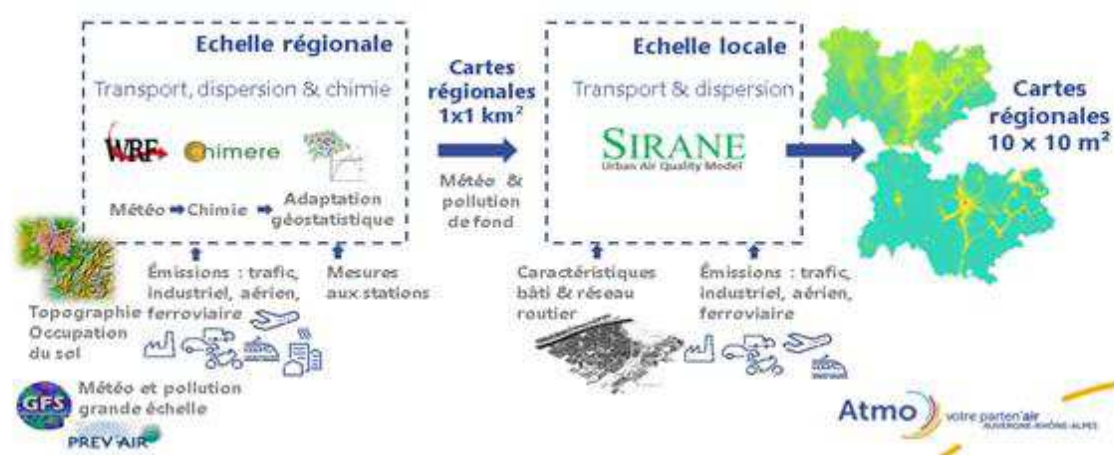 Echelle régionale
Transport, dispersion & chimie
WRF
Chimere
Météo
Chimie
Adaptation
géostatistique
Topographie
Occupation
du sol
Émissions : trafic,
industriel, aérien,
ferroviaire
Mesures
aux stations
GFS
Météo et pollution
grande échelle
PREV'AIR
Cartes
régionales
1x1 km²
Météo &
pollution
de fond
Echelle locale
Transport & dispersion
SIRANE
Urban Air Quality Model
Caractéristiques
bâti & réseau
routier
Émissions : trafic,
industriel, aérien,
ferroviaire
Cartes
régionales
10 x 10 m²
Atmo
votre parten'air
AUVERGNE-RHÔNE-ALPES